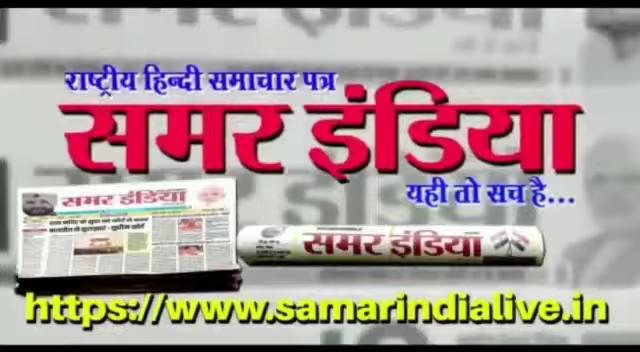 राष्ट्रीय हिन्दी समाचार पत्र
समर इंडिया
यही तो सच है...
समर इंडिया
समर इंडिया
https://www.samarindialive.in